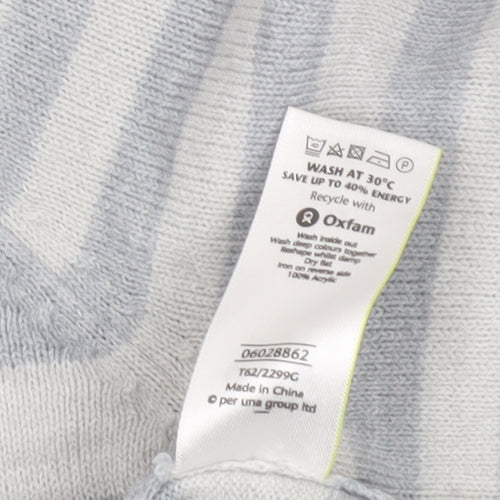 WASH AT 30°C
SAVE UP TO 40% ENERGY
Recycle with
Oxfam
Wash inside out
Wash deep colours together
Reshape whilst damp
Dry flat
Iron on reverse side
100% Acrylic
06028862
T62/2299G
Made in China
© per una group ltd